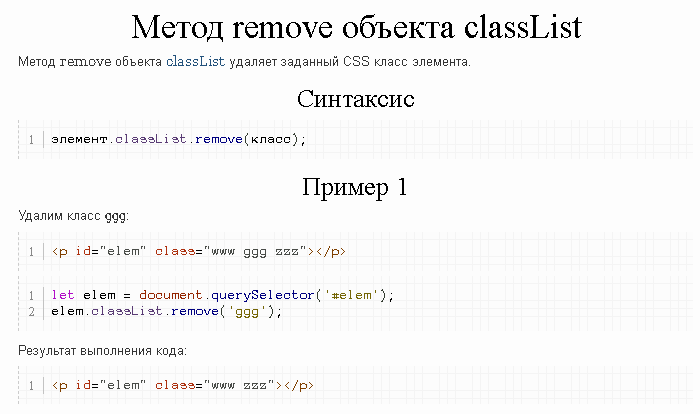 Метод remove объекта classList
Метод remove объекта classList удаляет заданный CSS класс элемента.
Синтаксис
1 элемент.classList.remove(класс);
Пример 1
Удалим класс ggg:
1 <p id="elem" class="www ggg zzz"></p>
1 let elem = document.querySelector('#elem');
2 elem.classList.remove('ggg');
Результат выполнения кода:
1 <p id="elem" class="www zzz"></p>